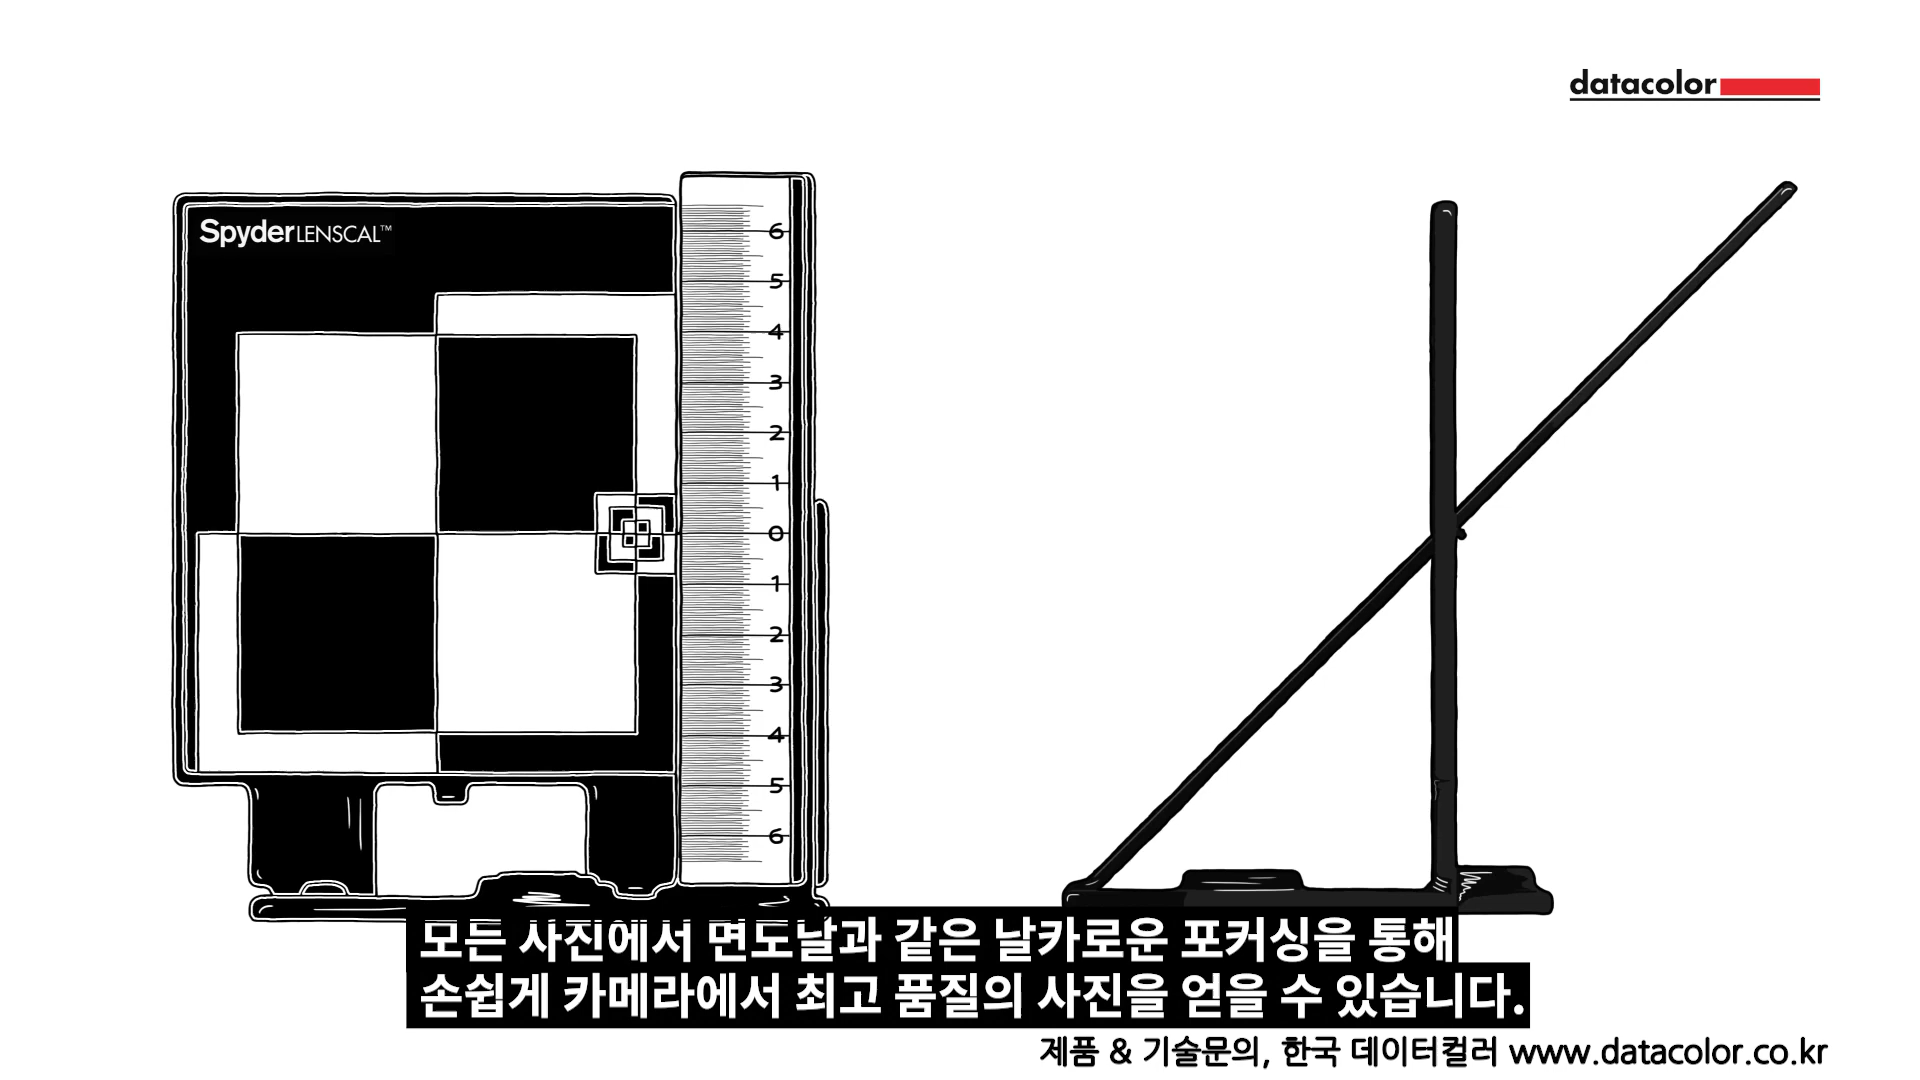 datacolor
SpyderLENSCAL™
6
5
4
3
2
1
0
1
2
3
4
5
6
모든 사진에서 면도날과 같은 날카로운 포커싱을 통해
손쉽게 카메라에서 최고 품질의 사진을 얻을 수 있습니다.
제품 & 기술문의, 한국 데이터컬러 www.datacolor.co.kr